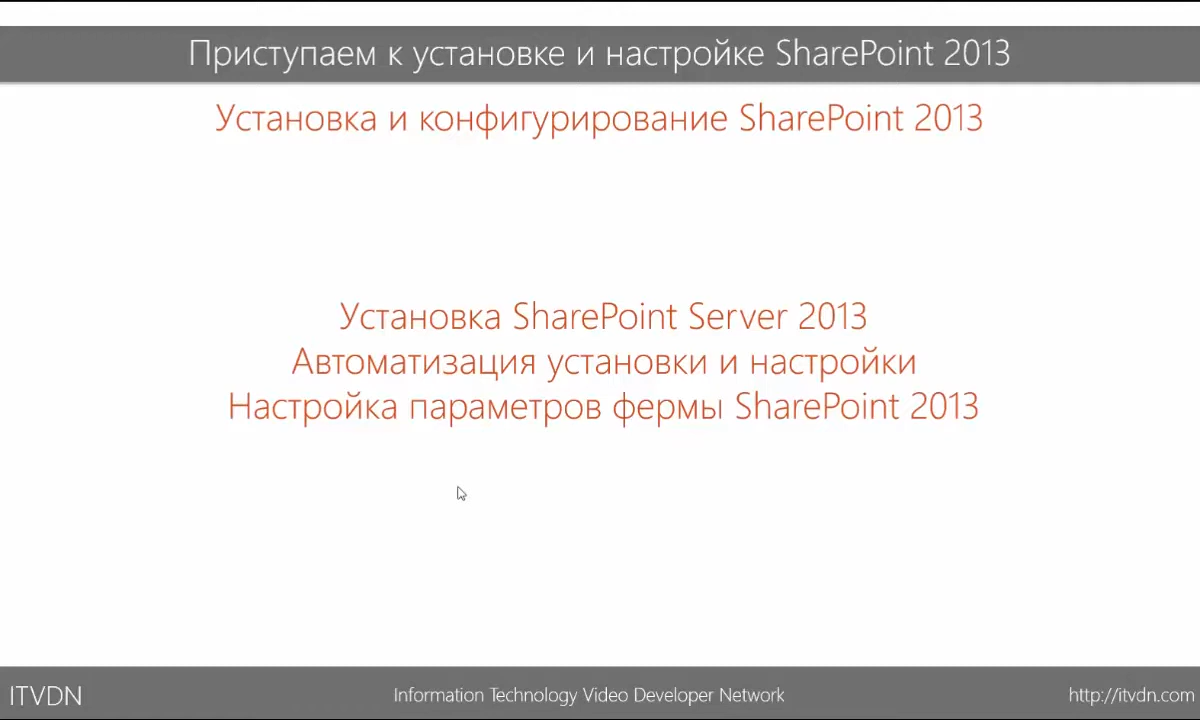 Приступаем к установке и настройке SharePoint 2013
Установка и конфигурирование SharePoint 2013
Установка SharePoint Server 2013
Автоматизация установки и настройки
Настройка параметров фермы SharePoint 2013
ITVDN
Information Technology Video Developer Network
http://itvdn.com